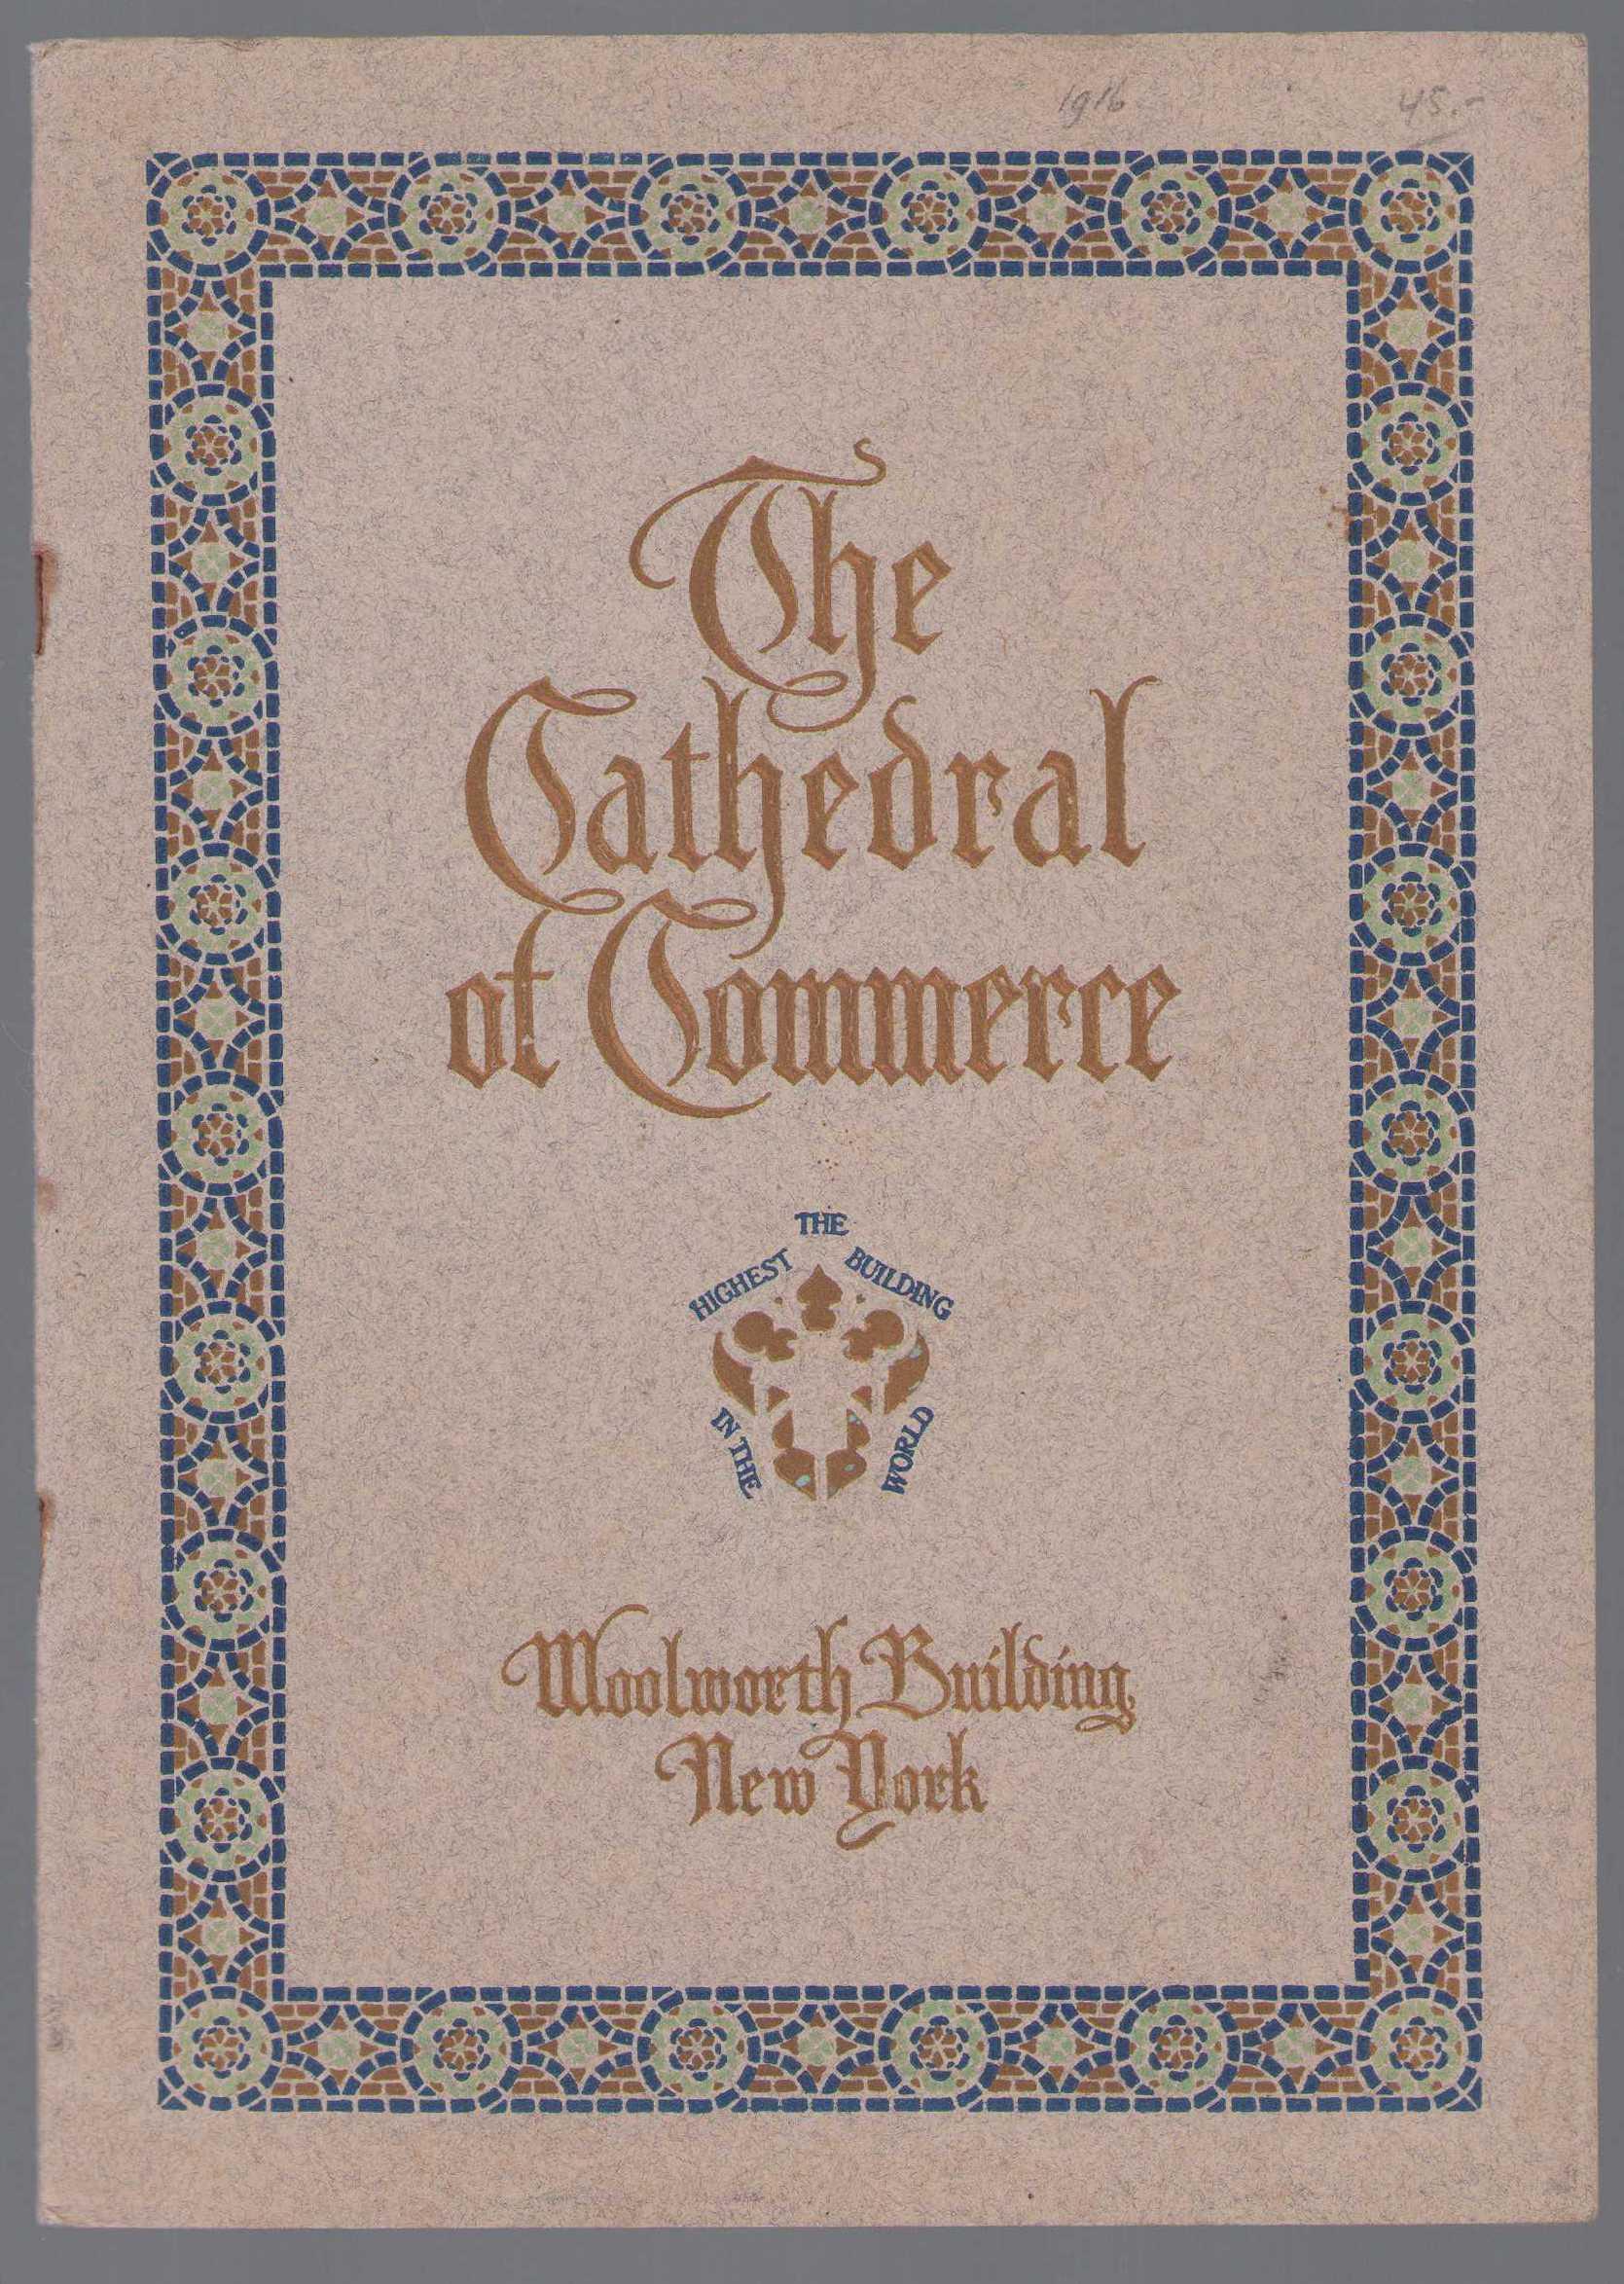 1916 45.-
The
Cathedral
of Commerce
THE
HIGHEST BUILDING
IN THE WORLD
Woolworth Building
New York